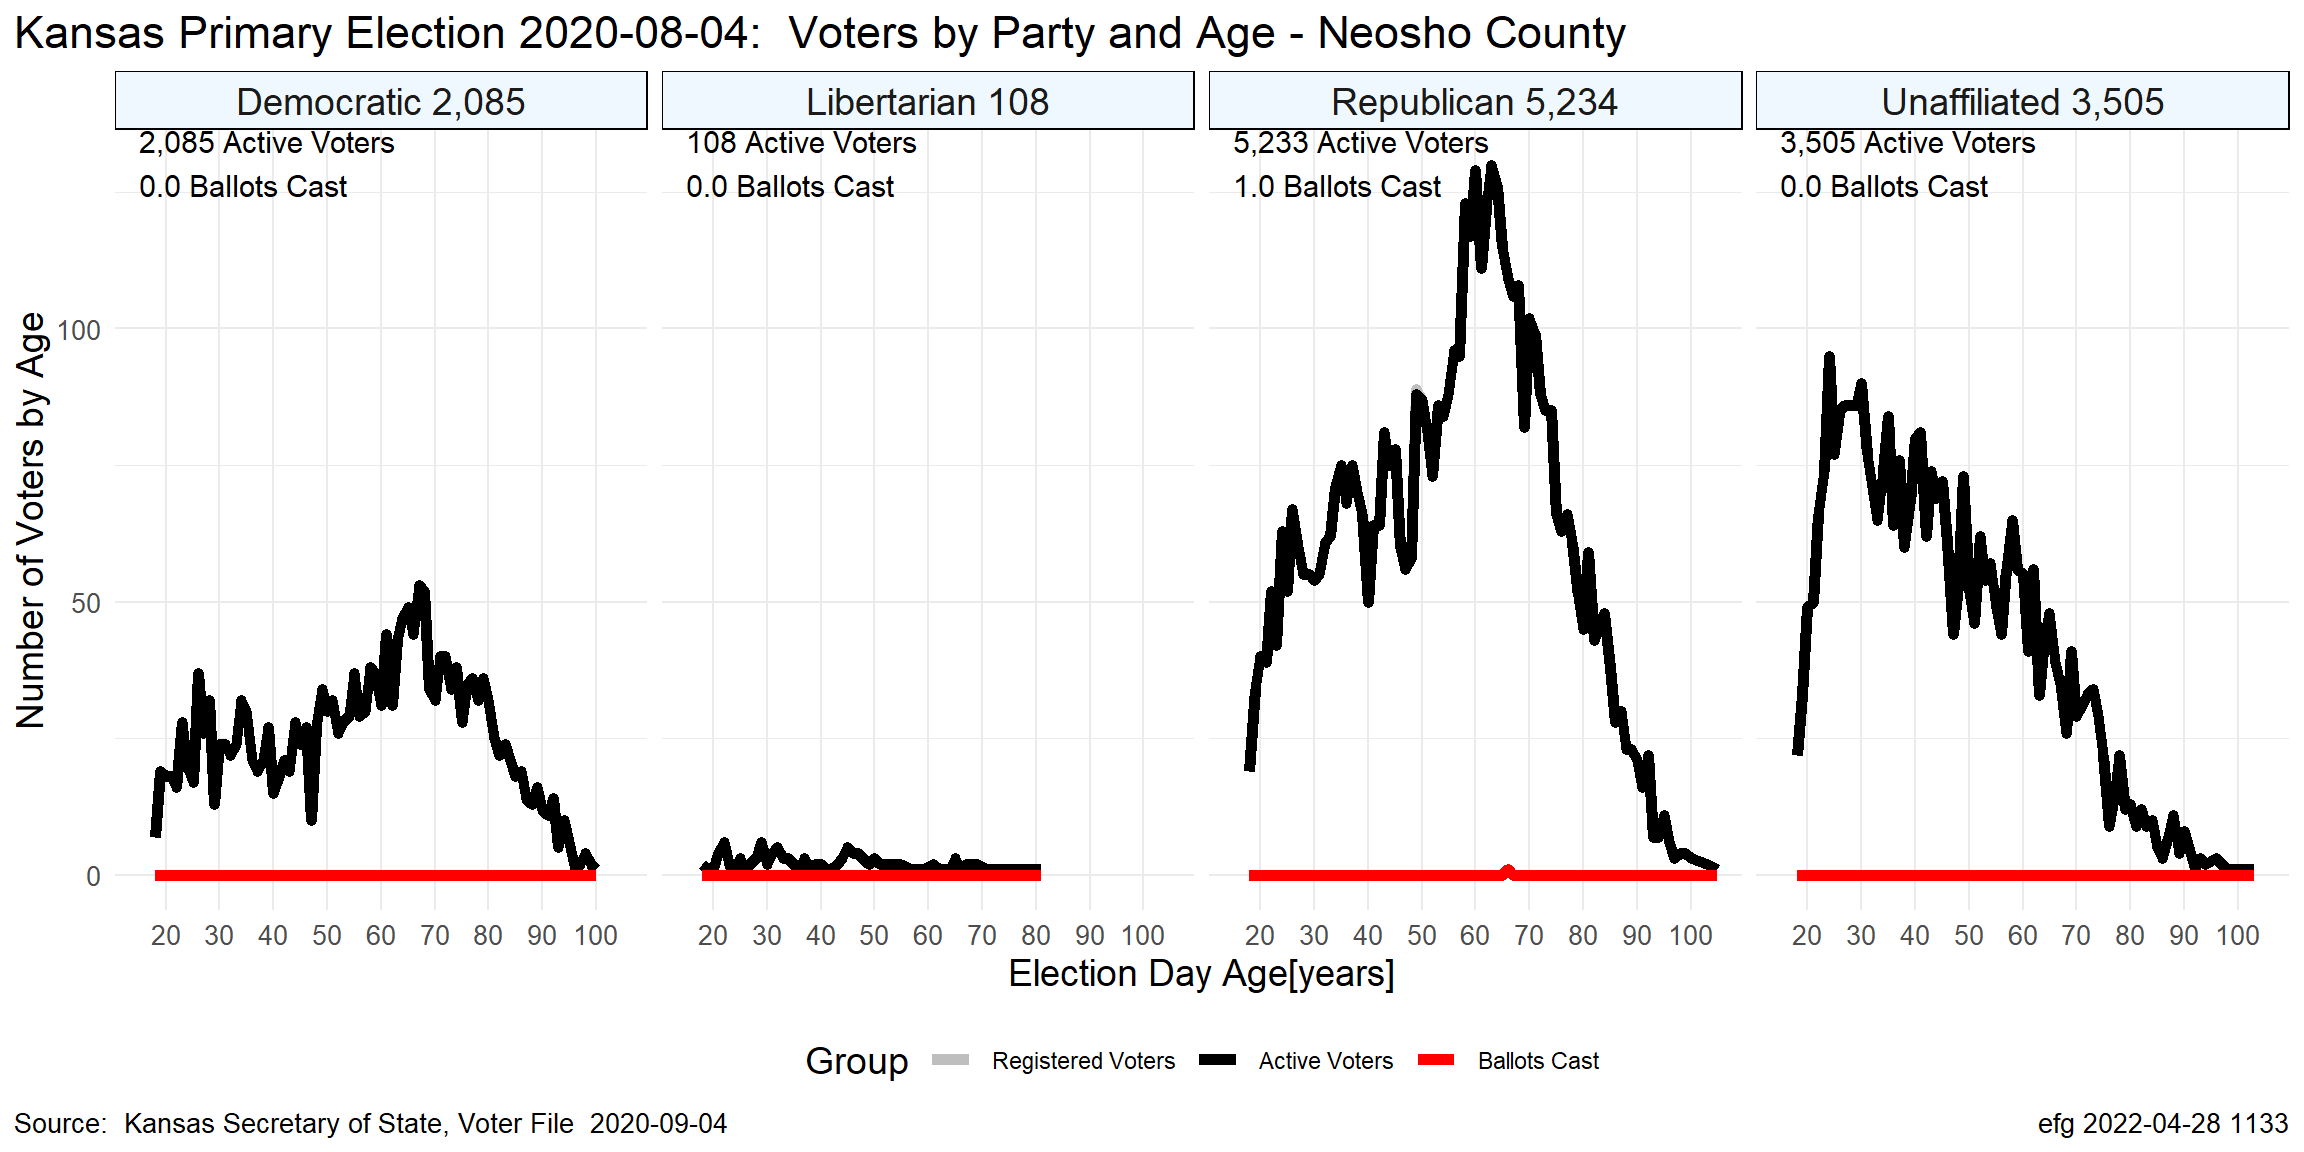 Kansas Primary Election 2020-08-04:  Voters by Party and Age - Neosho County
Democratic 2,085
Libertarian 108
Republican 5,234
Unaffiliated 3,505
2,085 Active Voters
0.0 Ballots Cast
108 Active Voters
0.0 Ballots Cast
5,233 Active Voters
1.0 Ballots Cast
3,505 Active Voters
0.0 Ballots Cast
Number of Voters by Age
100
50
0
20 30 40 50 60 70 80 90 100
20 30 40 50 60 70 80 90 100
20 30 40 50 60 70 80 90 100
20 30 40 50 60 70 80 90 100
Election Day Age[years]
Group Registered Voters Active Voters Ballots Cast
Source:  Kansas Secretary of State, Voter File  2020-09-04
efg 2022-04-28 1133